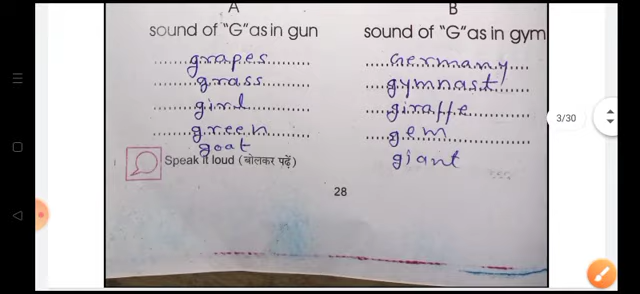 A
sound of "G" as in gun
grapes
grass
girl
green
goat
B
sound of "G" as in gym
Germany
gymnast
giraffe
gem
giant
Speak it loud (बोलकर पढ़ें)
28
3/30